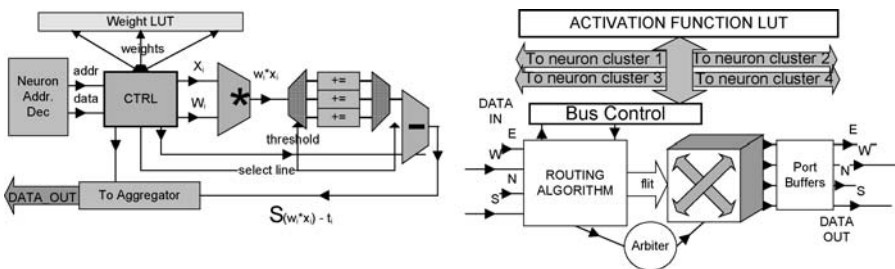 Weight LUT
weights
Neuron
Addr.
Dec
addr
data
CTRL
Xi
Wi
*
wi*xi
+=
+=
+=
-
threshold
select line
DATA_OUT
To Aggregator
S(wi*xi) - ti
ACTIVATION FUNCTION LUT
To neuron cluster 1
To neuron cluster 2
To neuron cluster 3
To neuron cluster 4
Bus Control
DATA
IN
E
W
N
S
ROUTING
ALGORITHM
flit
Arbiter
Port
Buffers
E
W
N
S
DATA
OUT